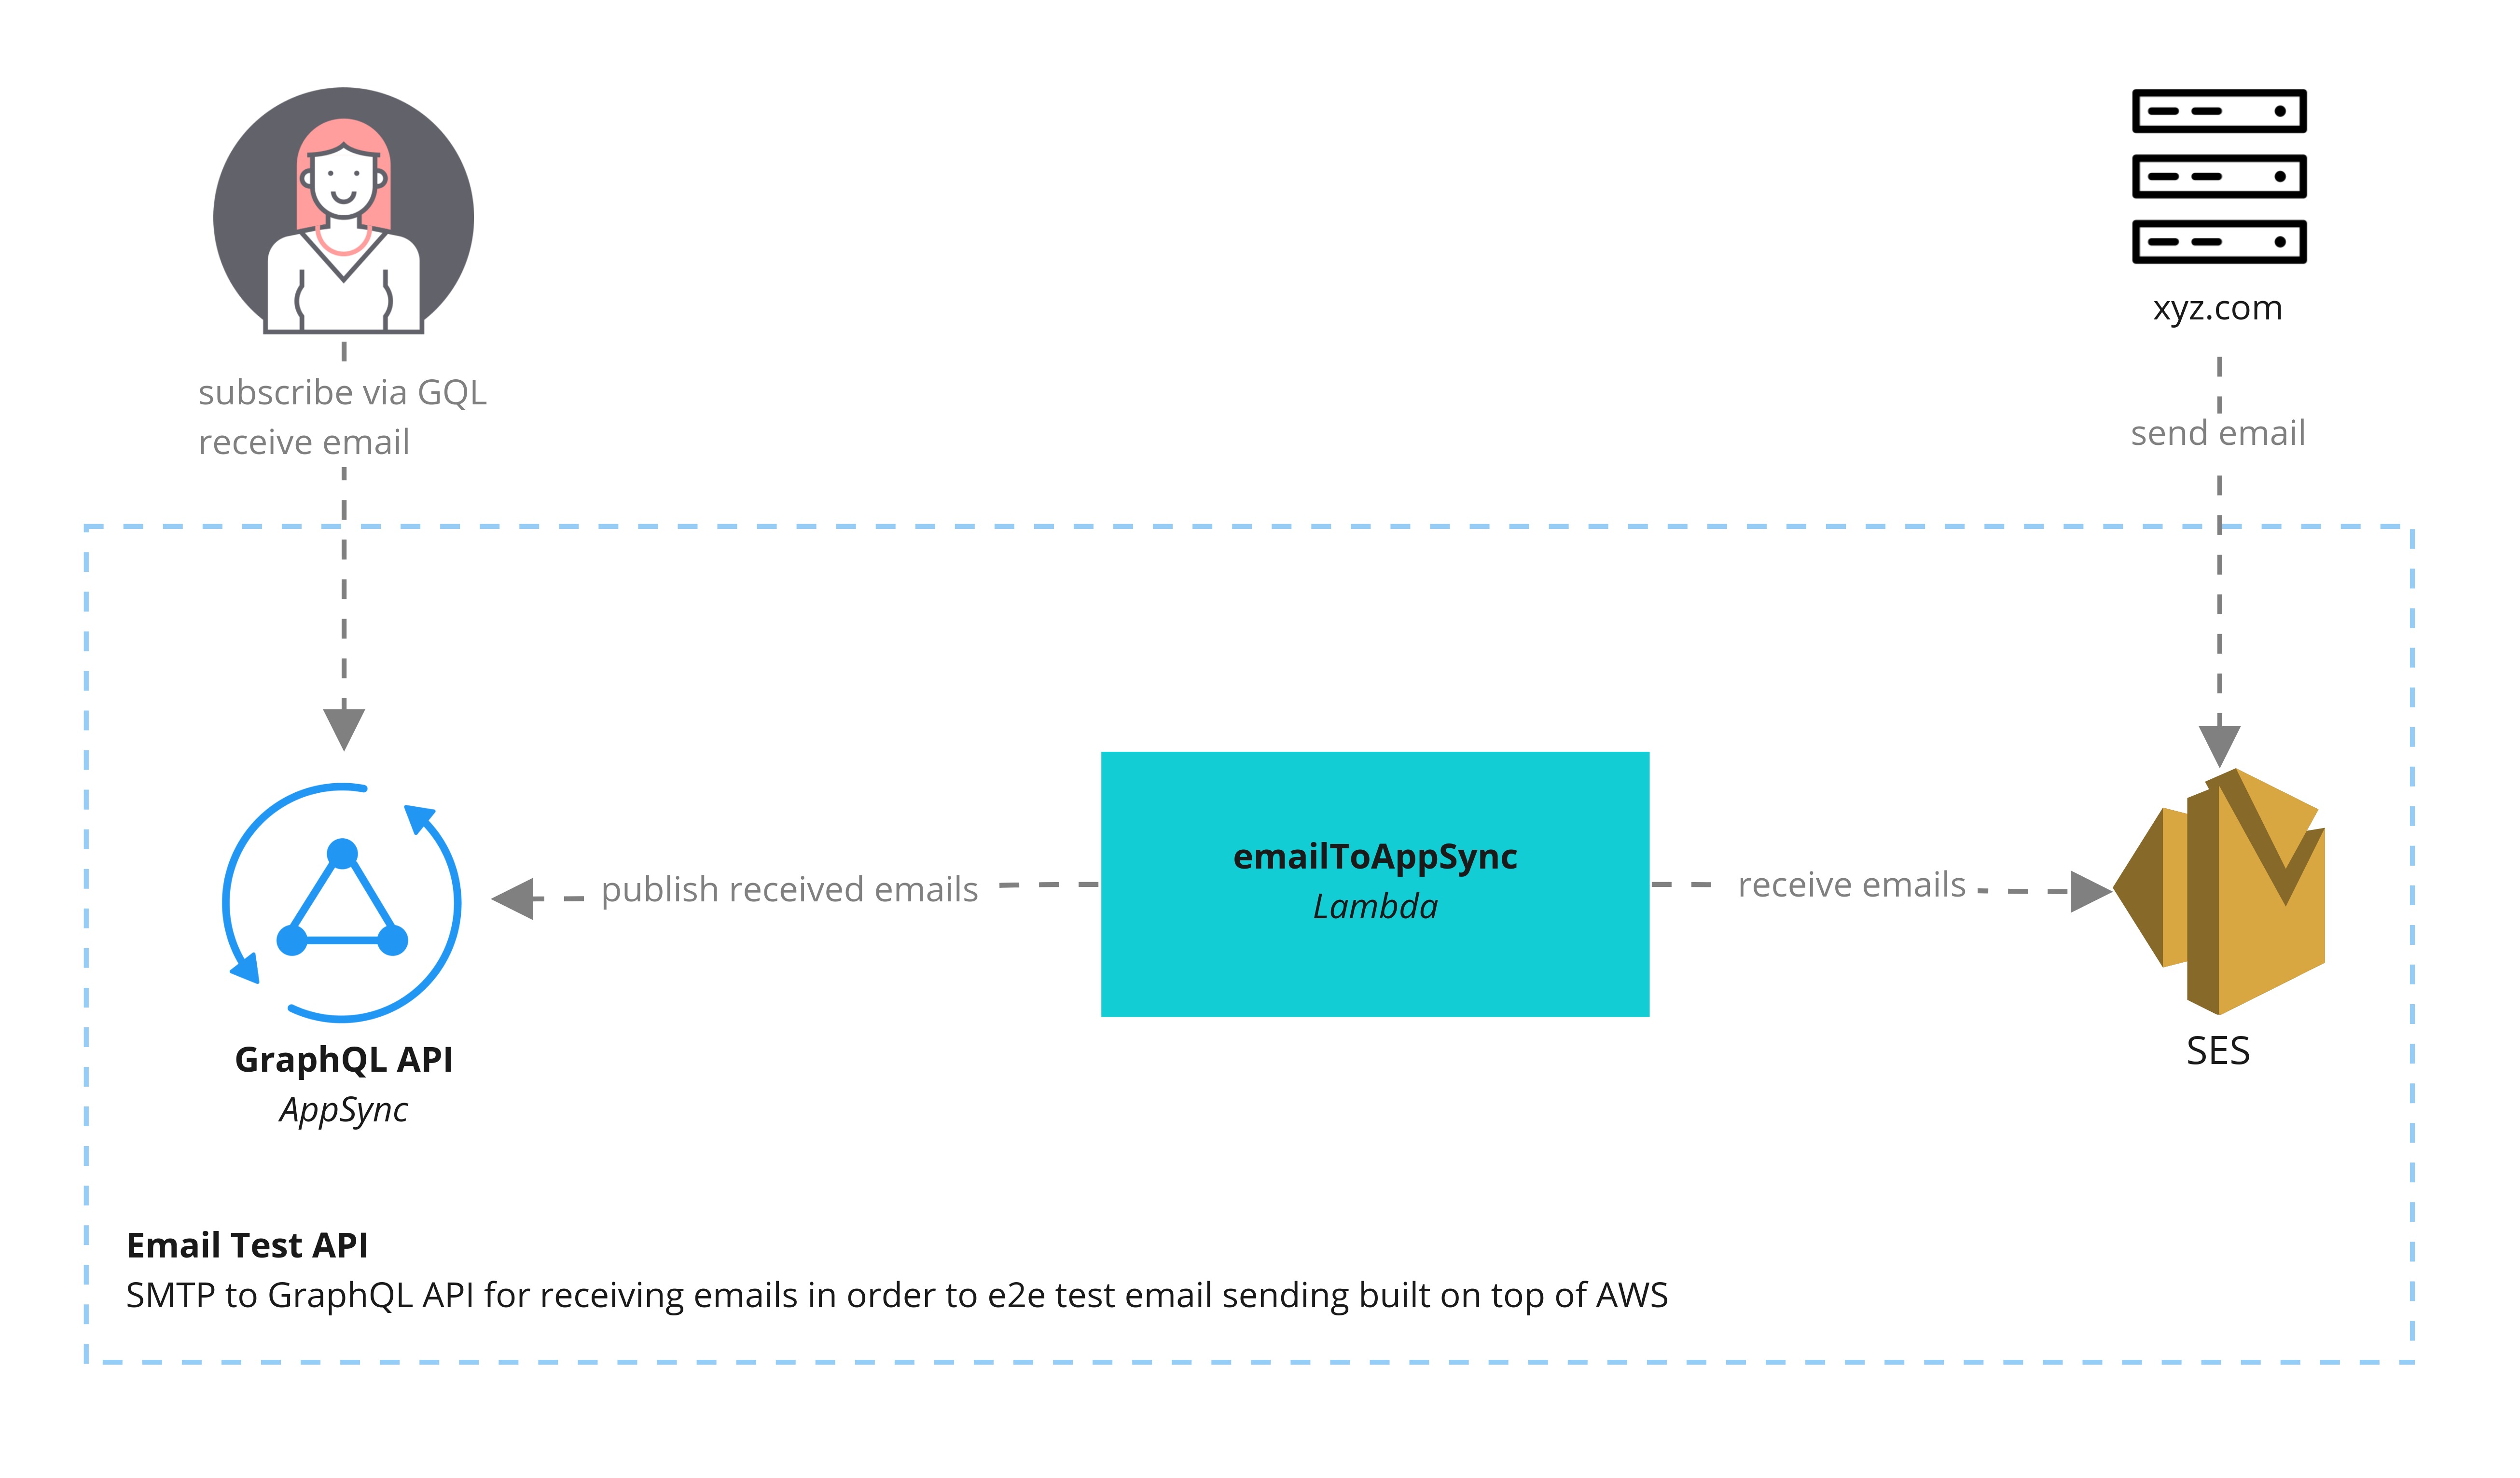 xyz.com
subscribe via GQL
receive email
send email
publish received emails
emailToAppSync
Lambda
receive emails
GraphQL API
AppSync
SES
Email Test API
SMTP to GraphQL API for receiving emails in order to e2e test email sending built on top of AWS